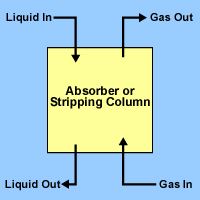 Liquid In
Gas Out
Absorber or
Stripping Column
Liquid Out
Gas In